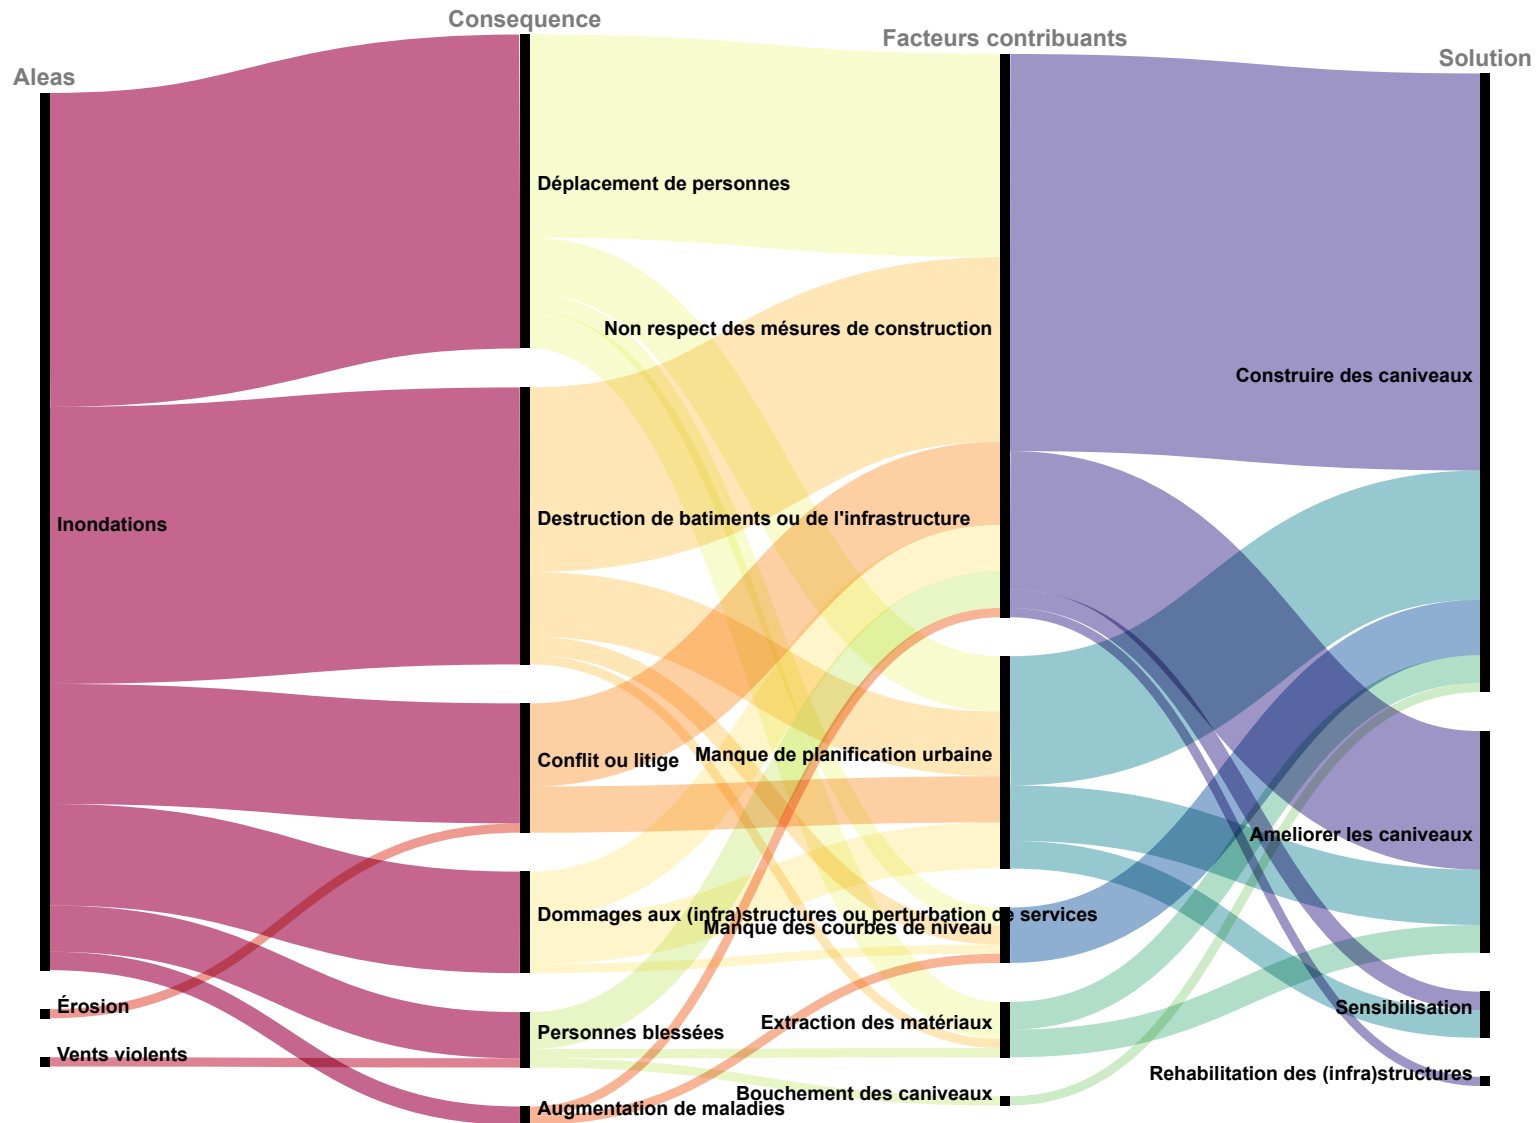 Aleas
Inondations
Érosion
Vents violents
Consequence
Déplacement de personnes
Destruction de batiments ou de l'infrastructure
Conflit ou litige
Dommages aux (infra)structures ou perturbation de services
Personnes blessées
Augmentation de maladies
Facteurs contribuants
Non respect des mésures de construction
Manque de planification urbaine
Manque des courbes de niveau
Extraction des matériaux
Bouchement des caniveaux
Solution
Construire des caniveaux
Ameliorer les caniveaux
Sensibilisation
Rehabilitation des (infra)structures